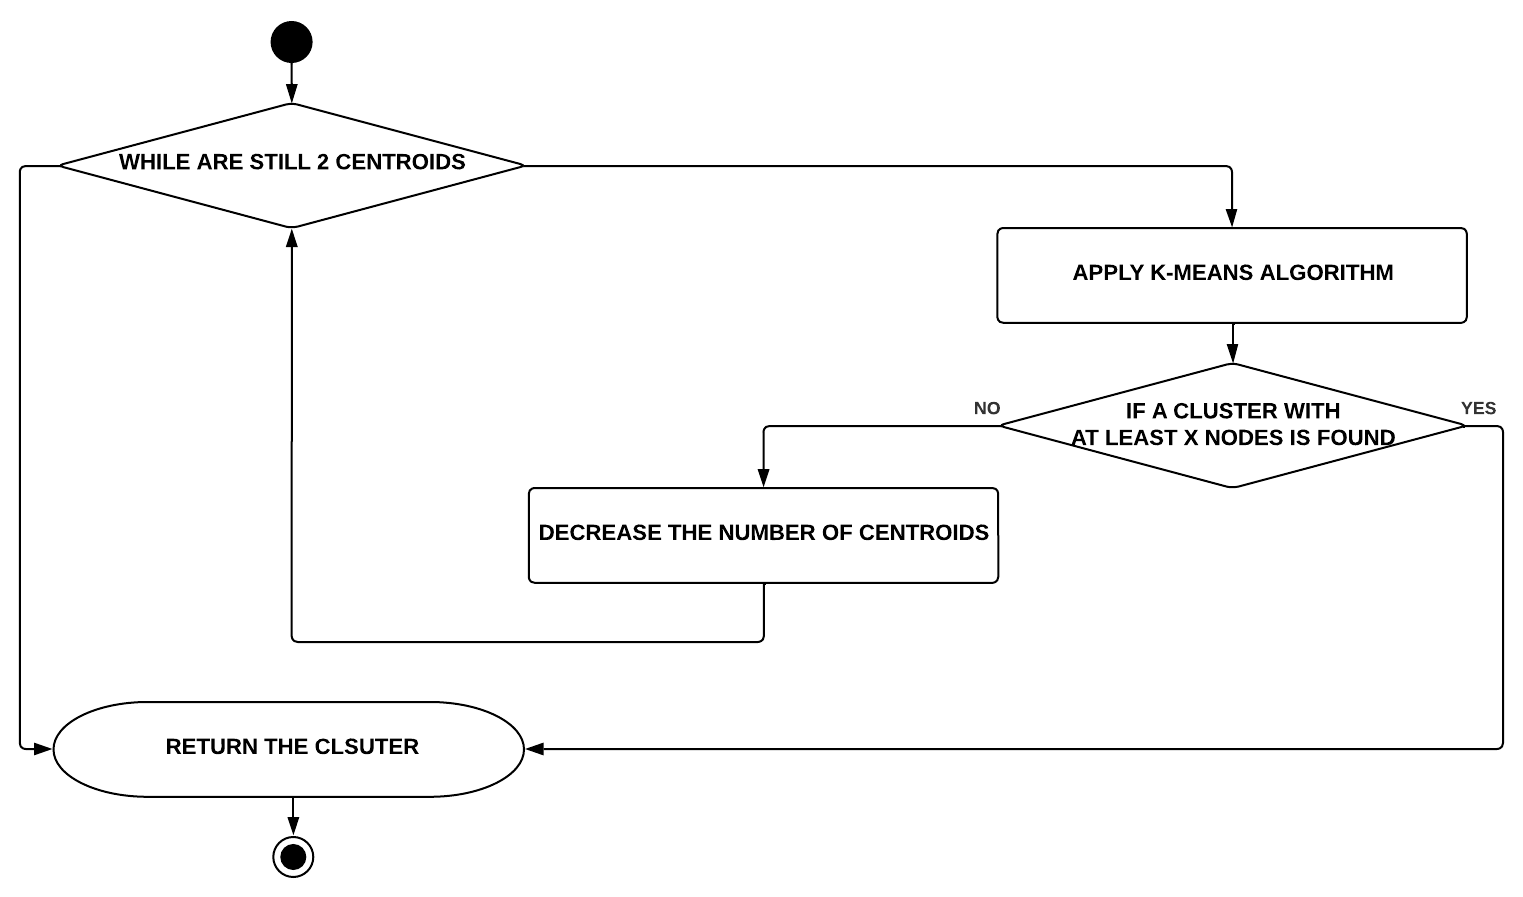 WHILE ARE STILL 2 CENTROIDS
APPLY K-MEANS ALGORITHM
NO
IF A CLUSTER WITH
AT LEAST X NODES IS FOUND
YES
DECREASE THE NUMBER OF CENTROIDS
RETURN THE CLSUTER